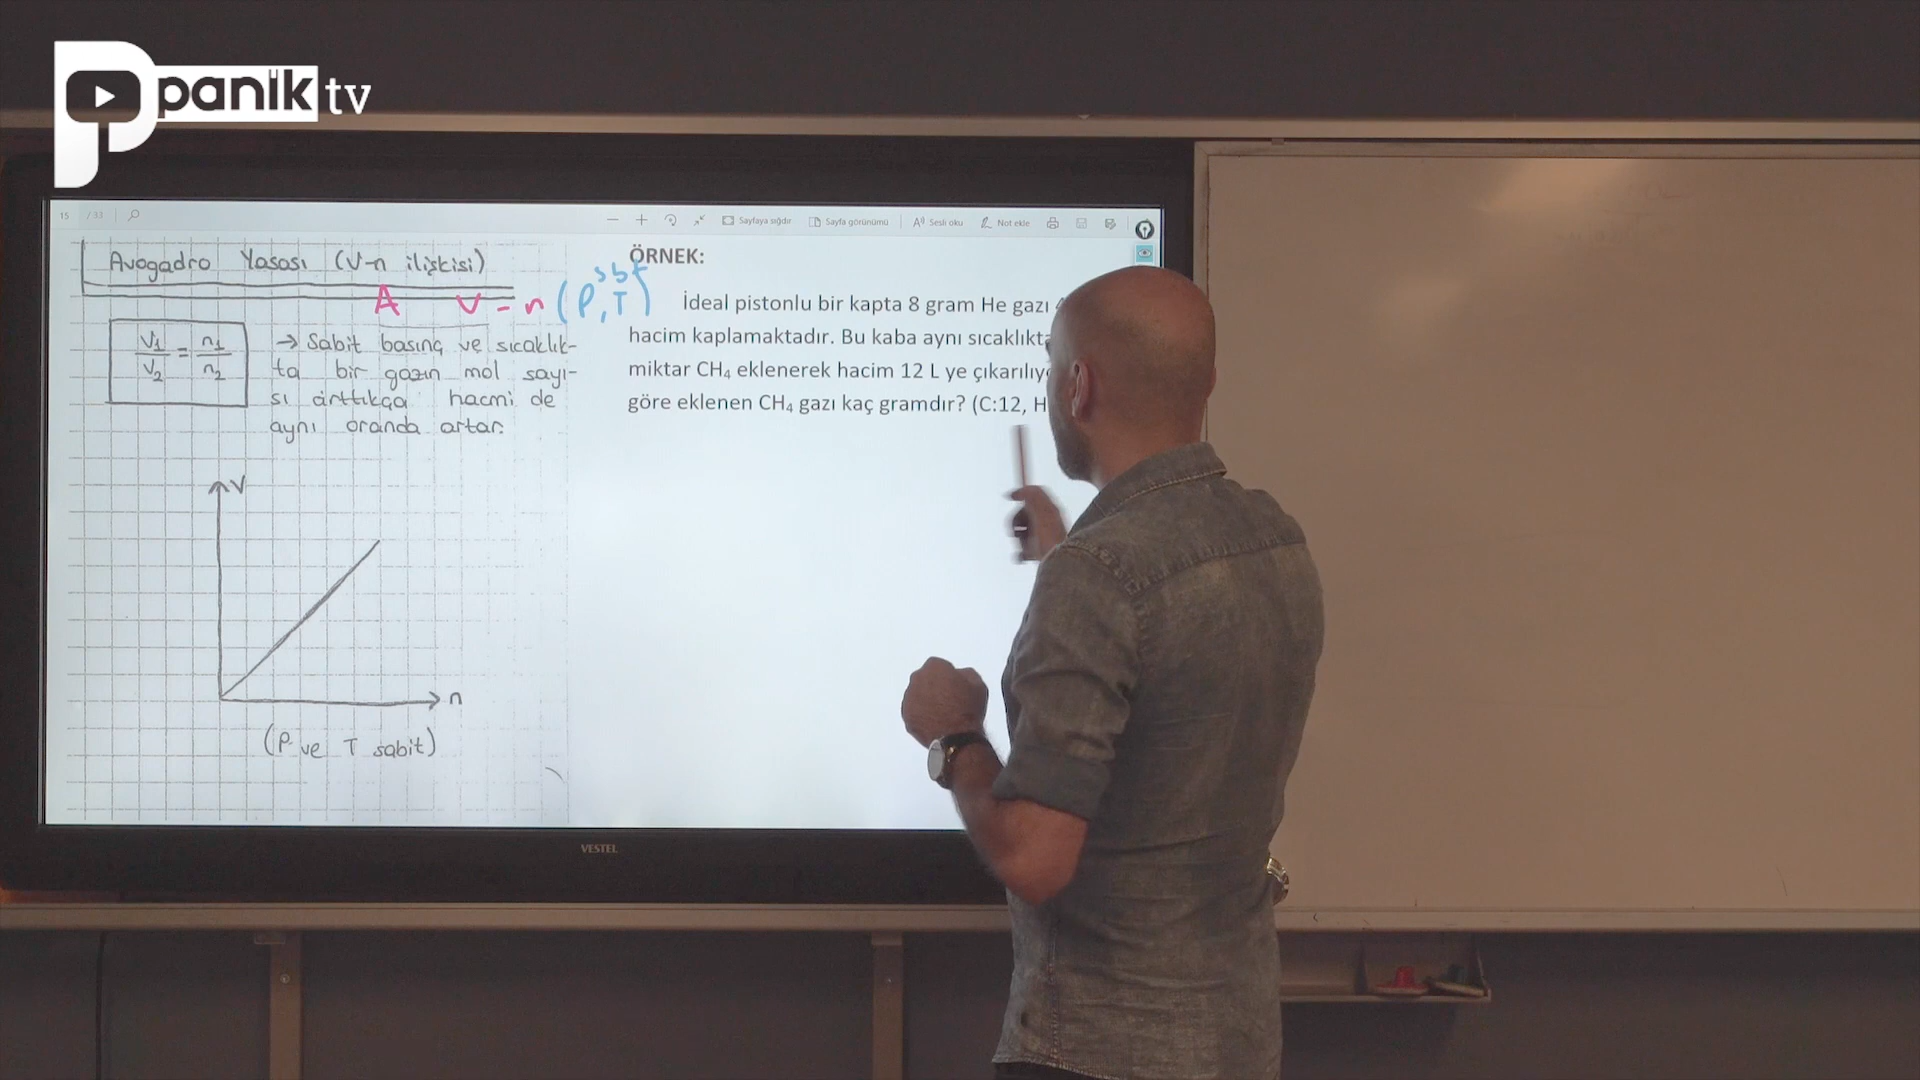 panik tv
15 / 33
Sayfaya sığdır
Sayfa görünümü
Sesli oku
Not ekle
Avogadro Yasası (V-n ilişkisi)
A V - n (P, T) sbt
V1/V2 = n1/n2
→ Sabit basınç ve sıcaklık-
ta bir gazın mol sayı-
sı arttıkça hacmi de
aynı oranda artar.
V
n
(P ve T sabit)
ÖRNEK:
İdeal pistonlu bir kapta 8 gram He gazı
hacim kaplamaktadır. Bu kaba aynı
miktar CH₄ eklenerek hacim 12 L ye
göre eklenen CH₄ gazı kaç gramdır? (C:12, H
VESTEL